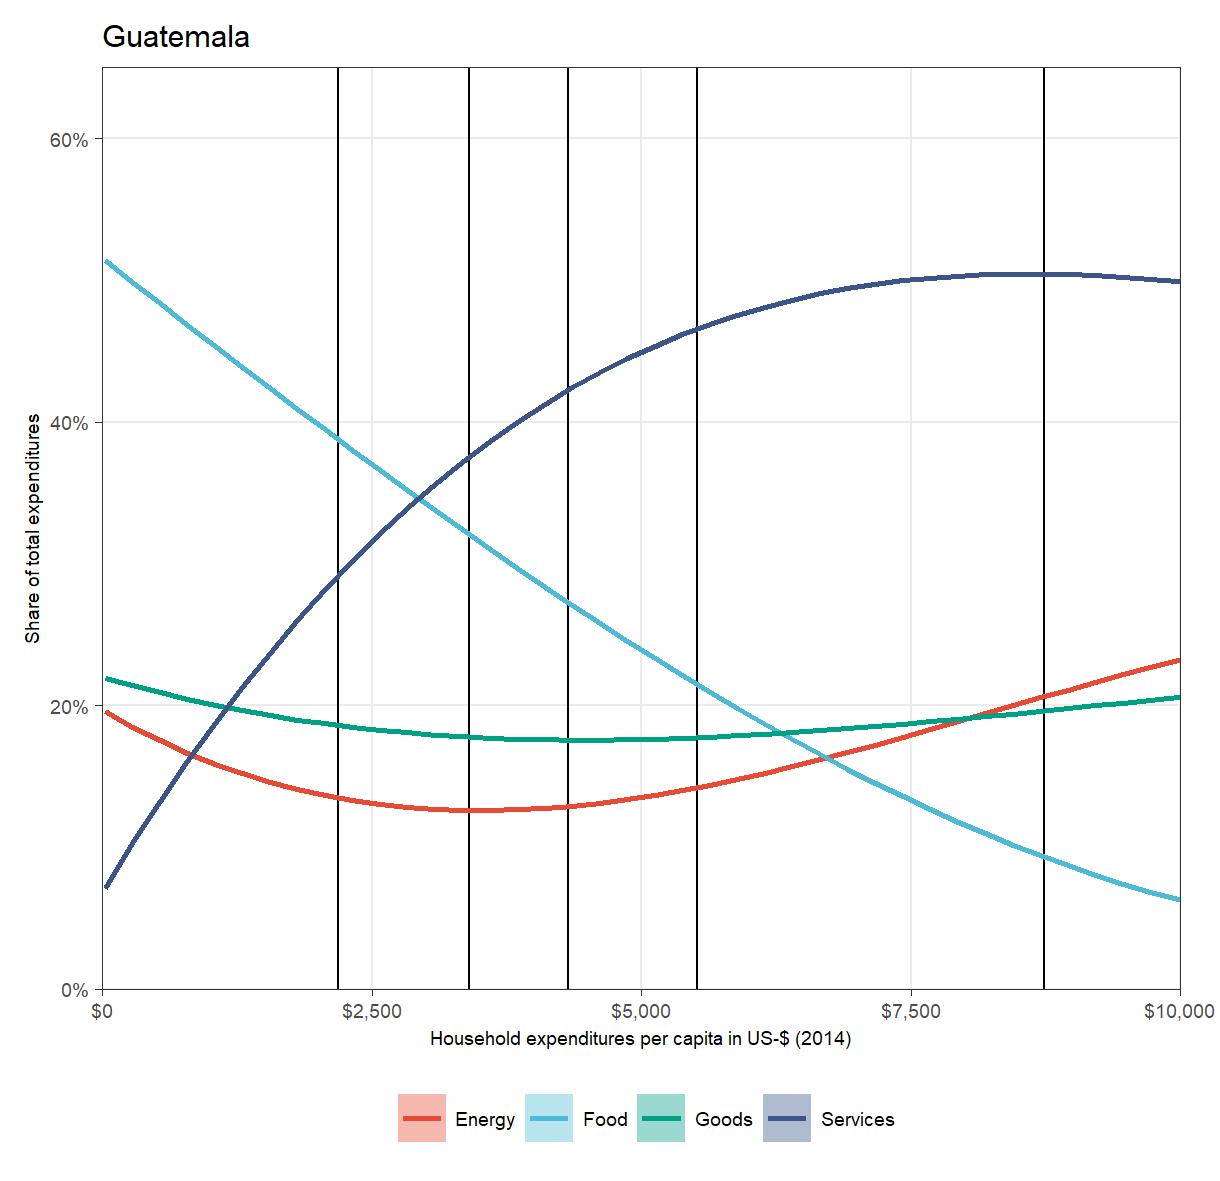 Guatemala
60%
40%
20%
0%
Share of total expenditures
$0 $2,500 $5,000 $7,500 $10,000
Household expenditures per capita in US-$ (2014)
Energy Food Goods Services